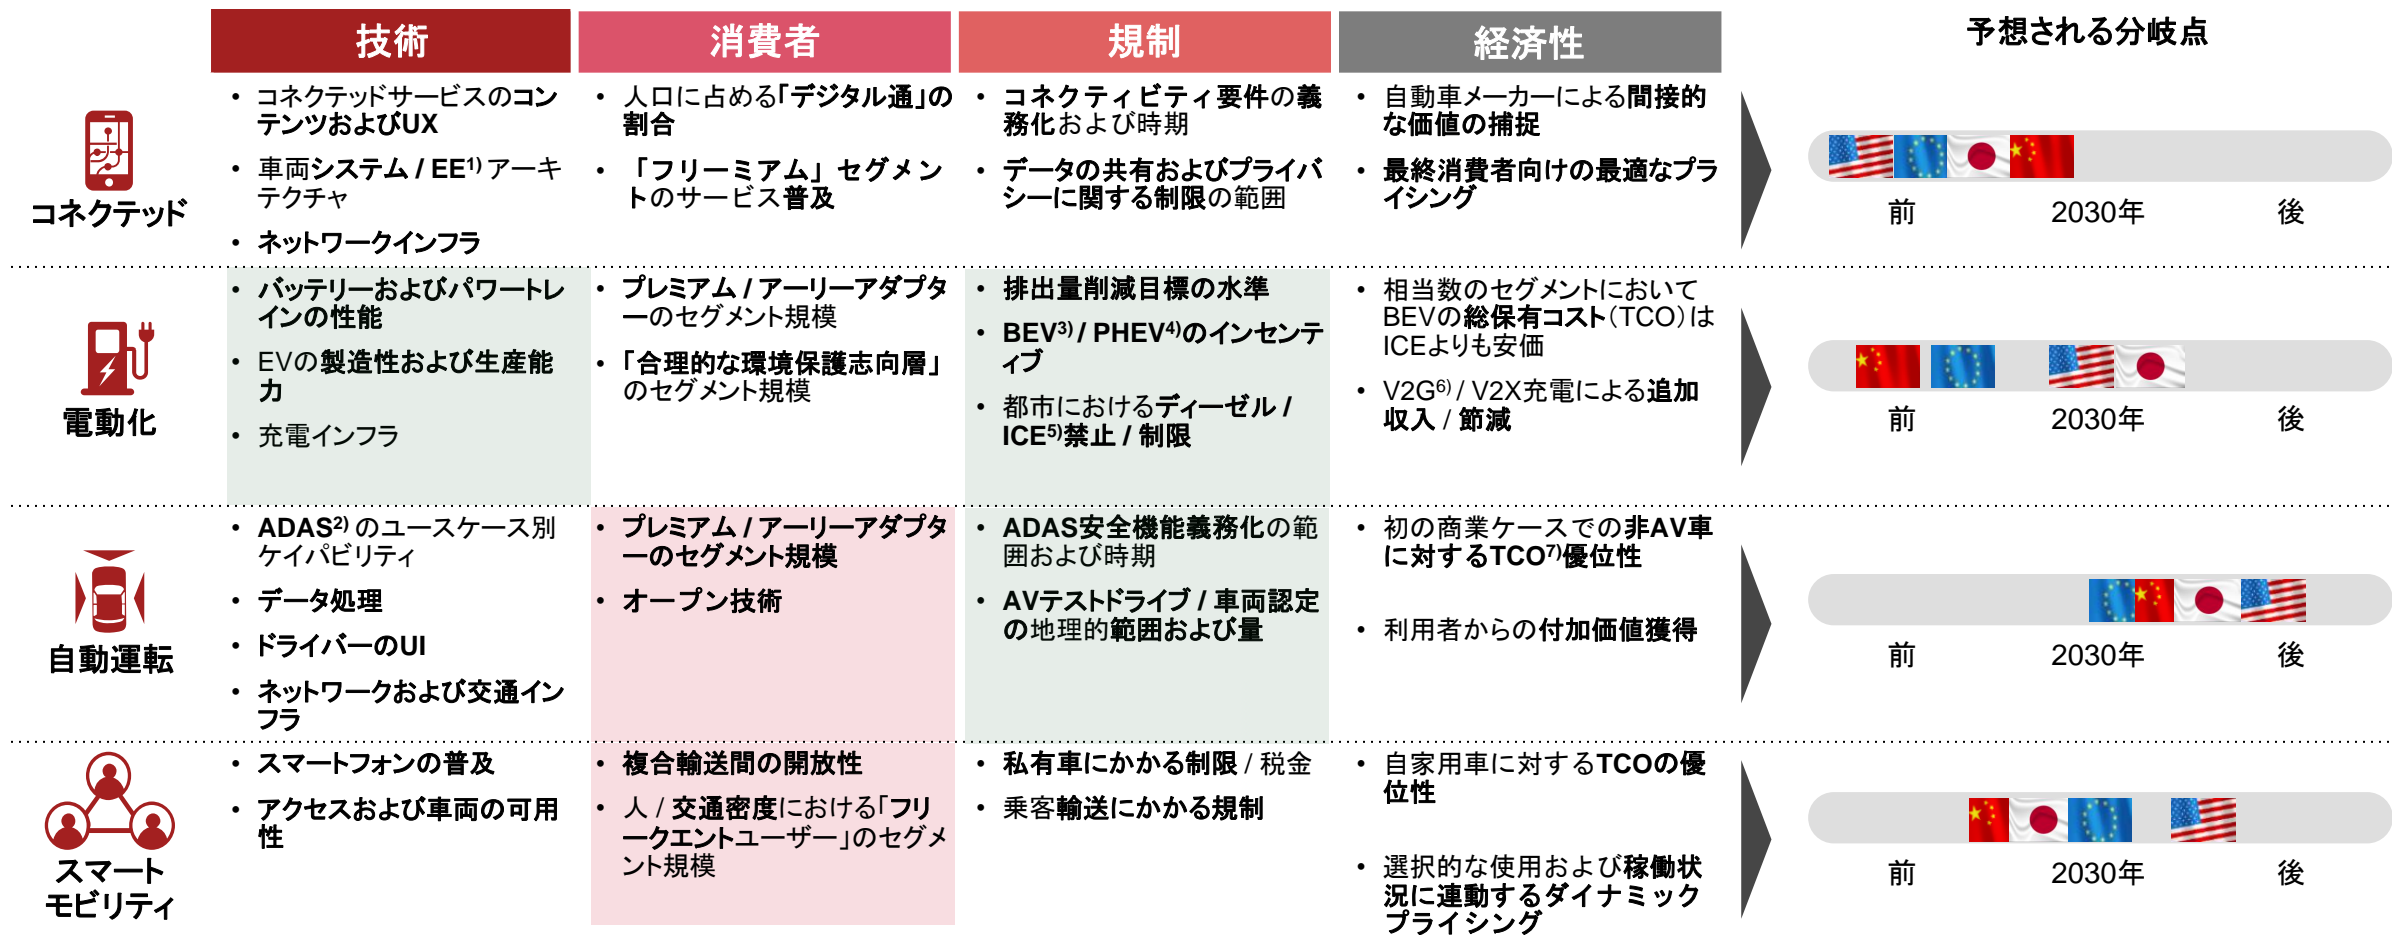 技術
消費者
規制
経済性
予想される分岐点
コネクテッド
• コネクテッドサービスのコン
テンツおよびUX
• 車両システム / EE1) アーキ
テクチャ
• ネットワークインフラ
• 人口に占める「デジタル通」の
割合
• 「フリーミアム」セグメン
トのサービス普及
• コネクティビティ要件の義
務化および時期
• データの共有およびプライバ
シーに関する制限の範囲
• 自動車メーカーによる間接的
な価値の捕捉
• 最終消費者向けの最適なプラ
イシング
前
2030年
後
電動化
• バッテリーおよびパワートレ
インの性能
• EVの製造性および生産能
力
• 充電インフラ
• プレミアム / アーリーアダプタ
ーのセグメント規模
• 「合理的な環境保護志向層」
のセグメント規模
• 排出量削減目標の水準
• BEV3) / PHEV4)のインセンテ
ィブ
• 都市におけるディーゼル /
ICE5)禁止 / 制限
• 相当数のセグメントにおいて
BEVの総保有コスト（TCO）は
ICEよりも安価
• V2G6) / V2X充電による追加
収入 / 節減
前
2030年
後
自動運転
• ADAS2) のユースケース別
ケイパビリティ
• データ処理
• ドライバーのUI
• ネットワークおよび交通イン
フラ
• プレミアム / アーリーアダプタ
ーのセグメント規模
• オープン技術
• ADAS安全機能義務化の範
囲および時期
• AVテストドライブ / 車両認定
の地理的範囲および量
• 初の商業ケースでの非AV車
に対するTCO7)優位性
• 利用者からの付加価値獲得
前
2030年
後
スマート
モビリティ
• スマートフォンの普及
• アクセスおよび車両の可用
性
• 複合輸送間の開放性
• 人 / 交通密度における「フリ
ークエントユーザー」のセグメ
ント規模
• 私有車にかかる制限 / 税金
• 乗客輸送にかかる規制
• 自家用車に対するTCOの優
位性
• 選択的な使用および稼働状
況に連動するダイナミック
プライシング
前
2030年
後